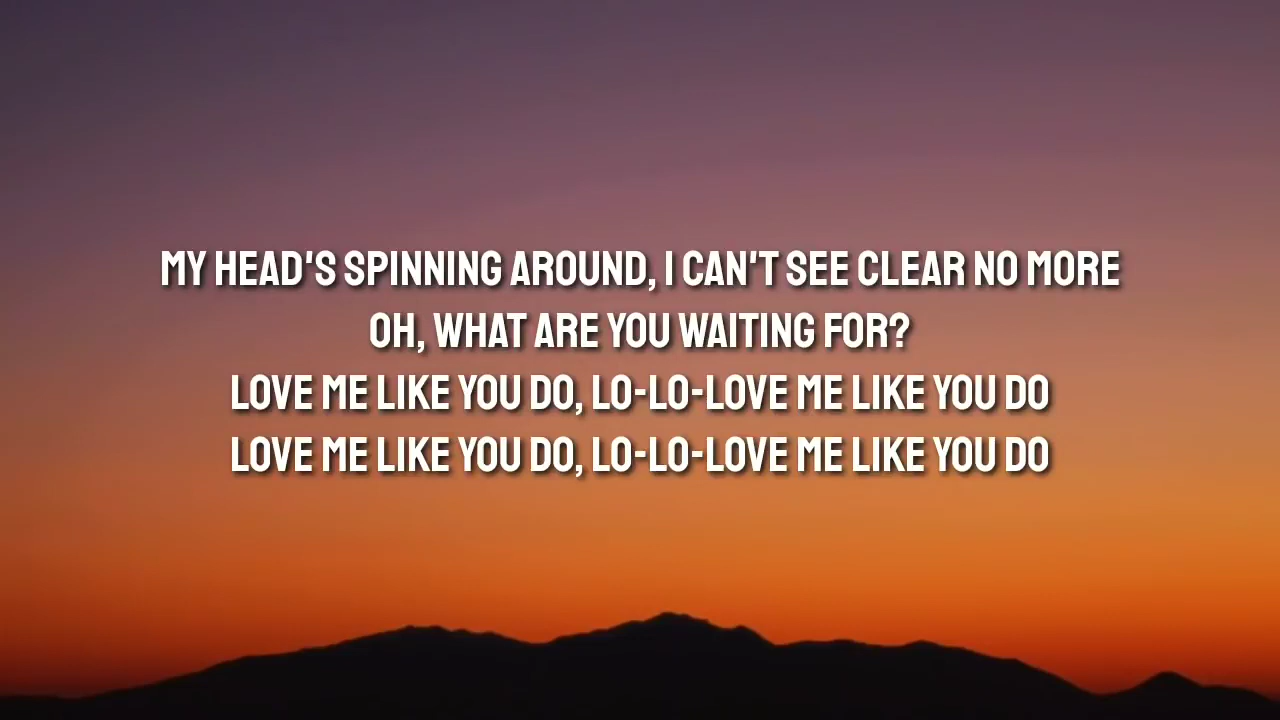 MY HEAD'S SPINNING AROUND, I CAN'T SEE CLEAR NO MORE
OH, WHAT ARE YOU WAITING FOR?
LOVE ME LIKE YOU DO, LO-LO-LOVE ME LIKE YOU DO
LOVE ME LIKE YOU DO, LO-LO-LOVE ME LIKE YOU DO